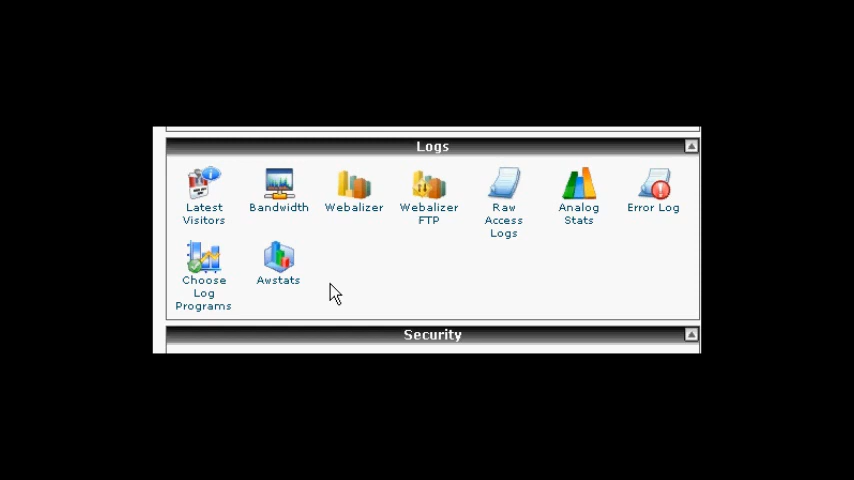 Logs
Latest Visitors
Bandwidth
Webalizer
Webalizer FTP
Raw Access Logs
Analog Stats
Error Log
Choose Log Programs
Awstats
Security